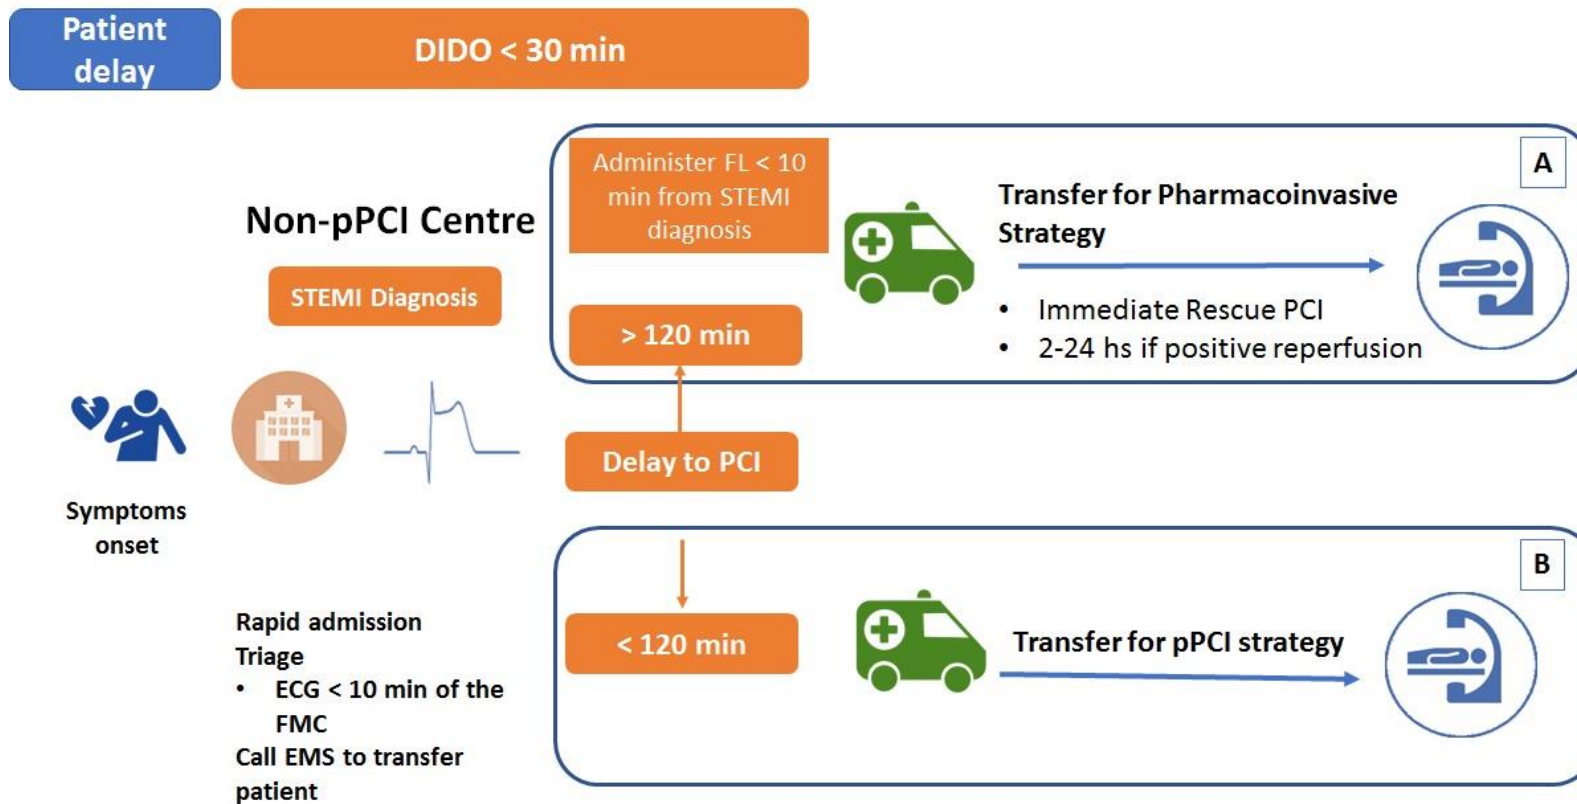 Patient
delay
DIDO < 30 min
Non-pPCI Centre
STEMI Diagnosis
Symptoms
onset
Rapid admission
Triage
• ECG < 10 min of the
FMC
Call EMS to transfer
patient
Delay to PCI
> 120 min
Administer FL < 10
min from STEMI
diagnosis
A
Transfer for Pharmacoinvasive
Strategy
• Immediate Rescue PCI
• 2-24 hs if positive reperfusion
< 120 min
B
Transfer for pPCI strategy